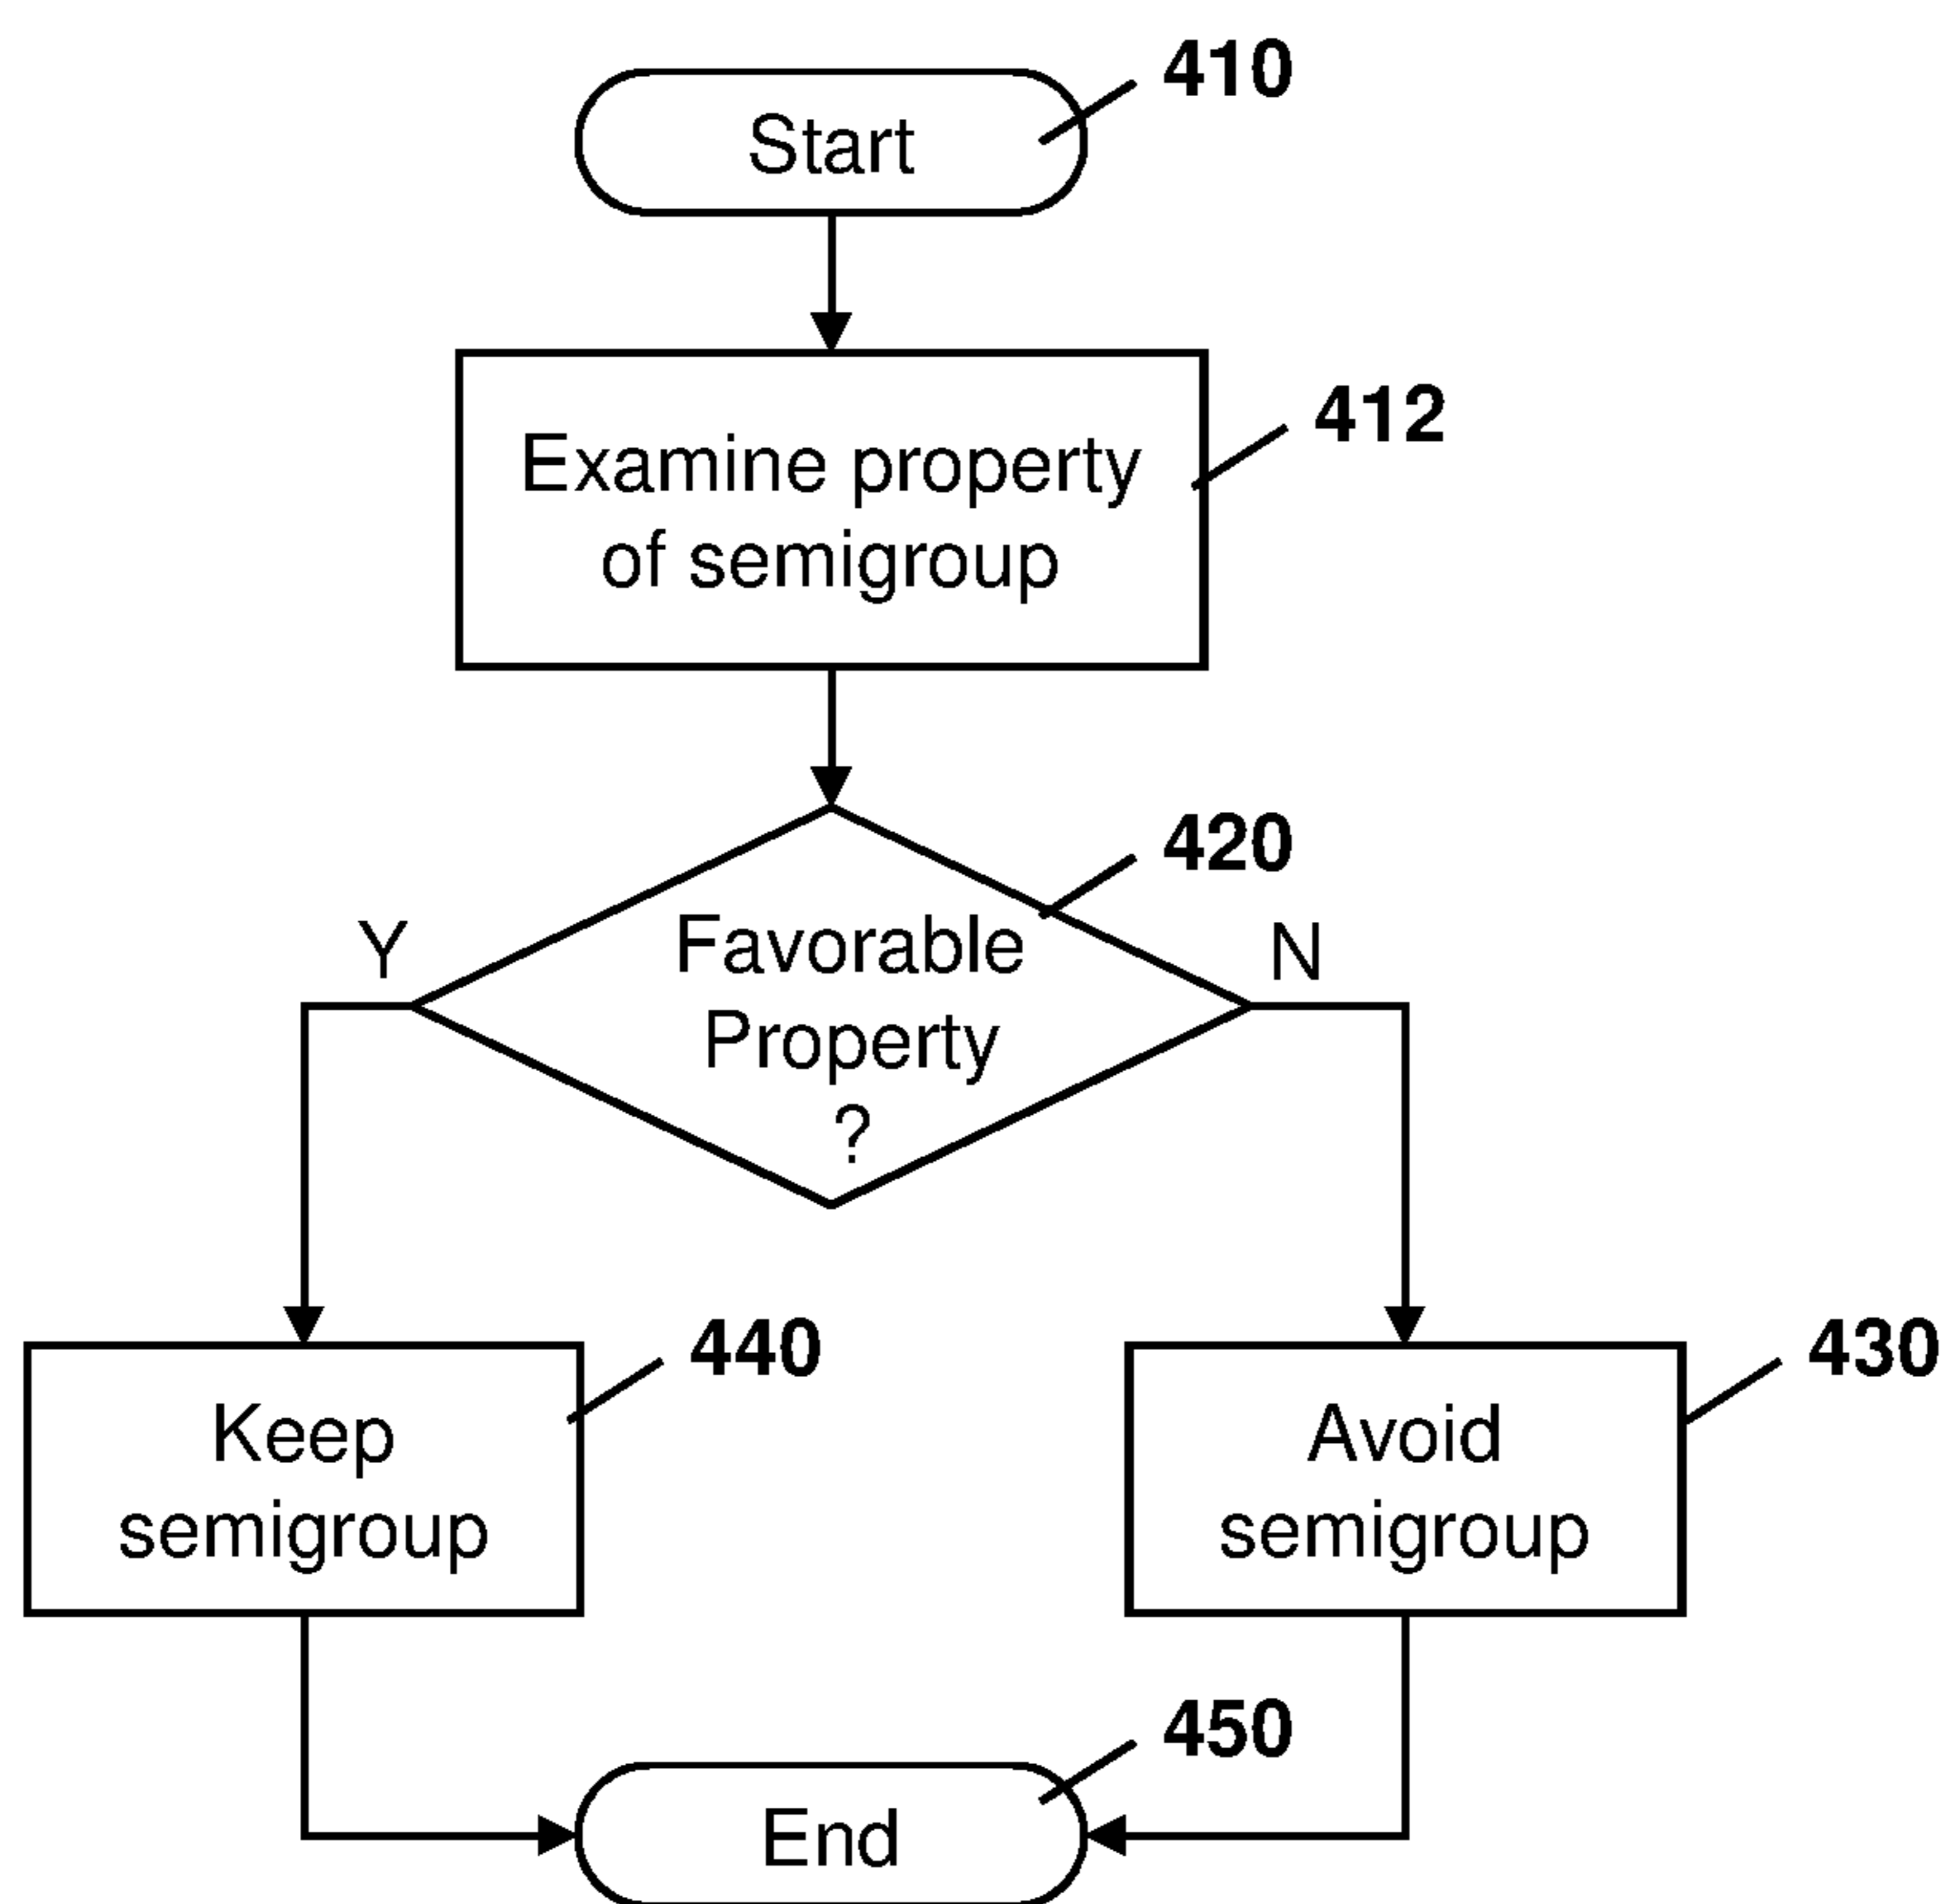 410
Start
412
Examine property
of semigroup
420
Y
Favorable
N
Property
?
440
430
Keep
semigroup
Avoid
semigroup
450
End